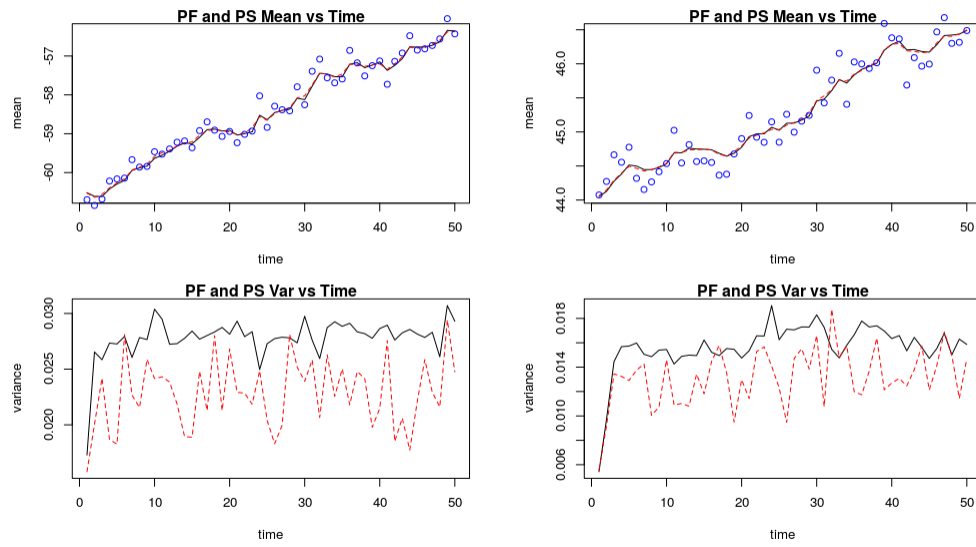 PF and PS Mean vs Time
mean
-57
-58
-59
-60
0 10 20 30 40 50
time
PF and PS Mean vs Time
mean
46.0
45.0
44.0
0 10 20 30 40 50
time
PF and PS Var vs Time
variance
0.030
0.025
0.020
0 10 20 30 40 50
time
PF and PS Var vs Time
variance
0.018
0.014
0.010
0.006
0 10 20 30 40 50
time